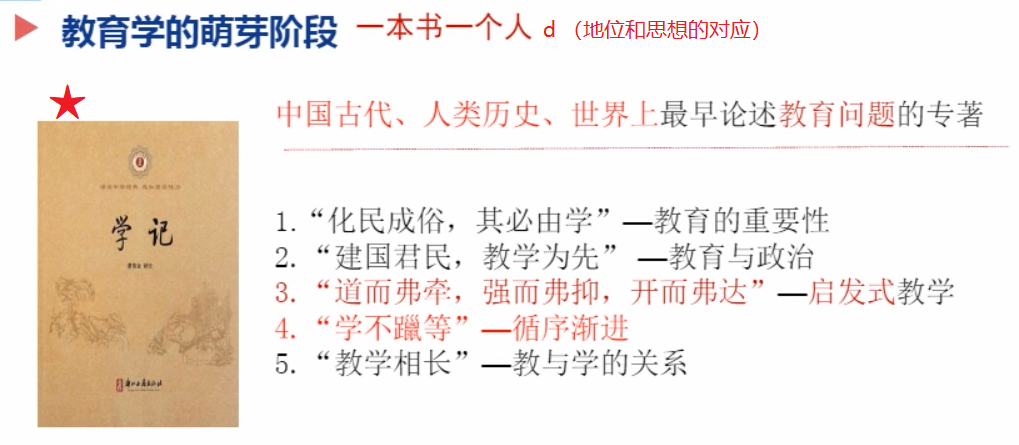 教育学的萌芽阶段 一本书一个人 d （地位和思想的对应）
中国古代、人类历史、世界上最早论述教育问题的专著
学记
1.“化民成俗，其必由学”—教育的重要性
2.“建国君民，教学为先” —教育与政治
3.“道而弗牵，强而弗抑，开而弗达”—启发式教学
4.“学不躐等”—循序渐进
5.“教学相长”—教与学的关系